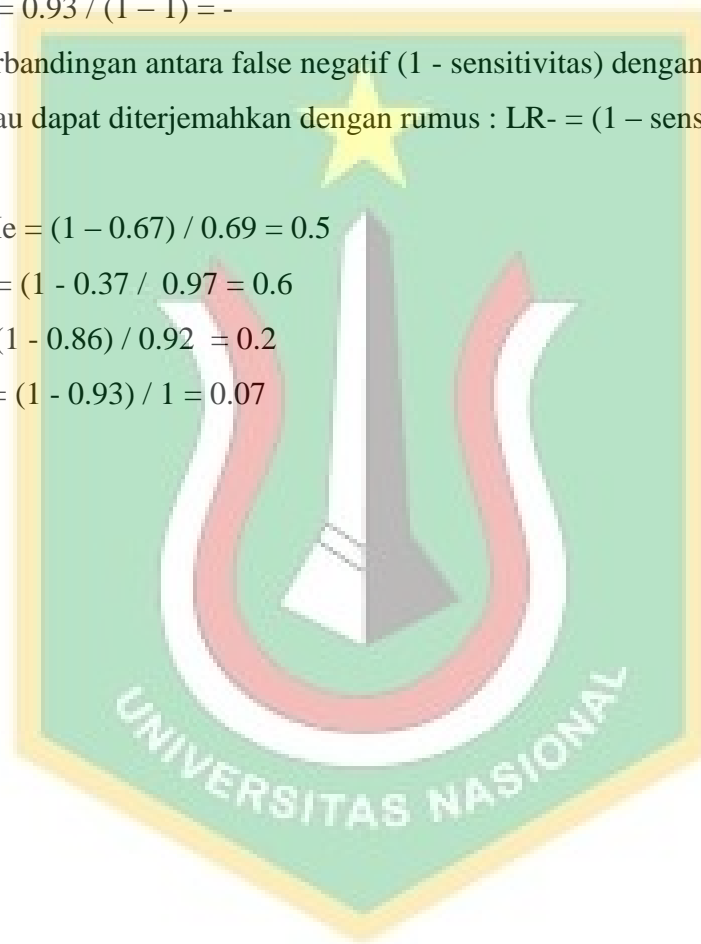 = 0.93 / (1 – 1) = -
rbandingan antara false negatif (1 - sensitivitas) dengan
au dapat diterjemahkan dengan rumus : LR- = (1 – sens
e = (1 – 0.67) / 0.69 = 0.5
= (1 - 0.37 / 0.97 = 0.6
(1 - 0.86) / 0.92 = 0.2
= (1 - 0.93) / 1 = 0.07
UNIVERSITAS NASIONAL